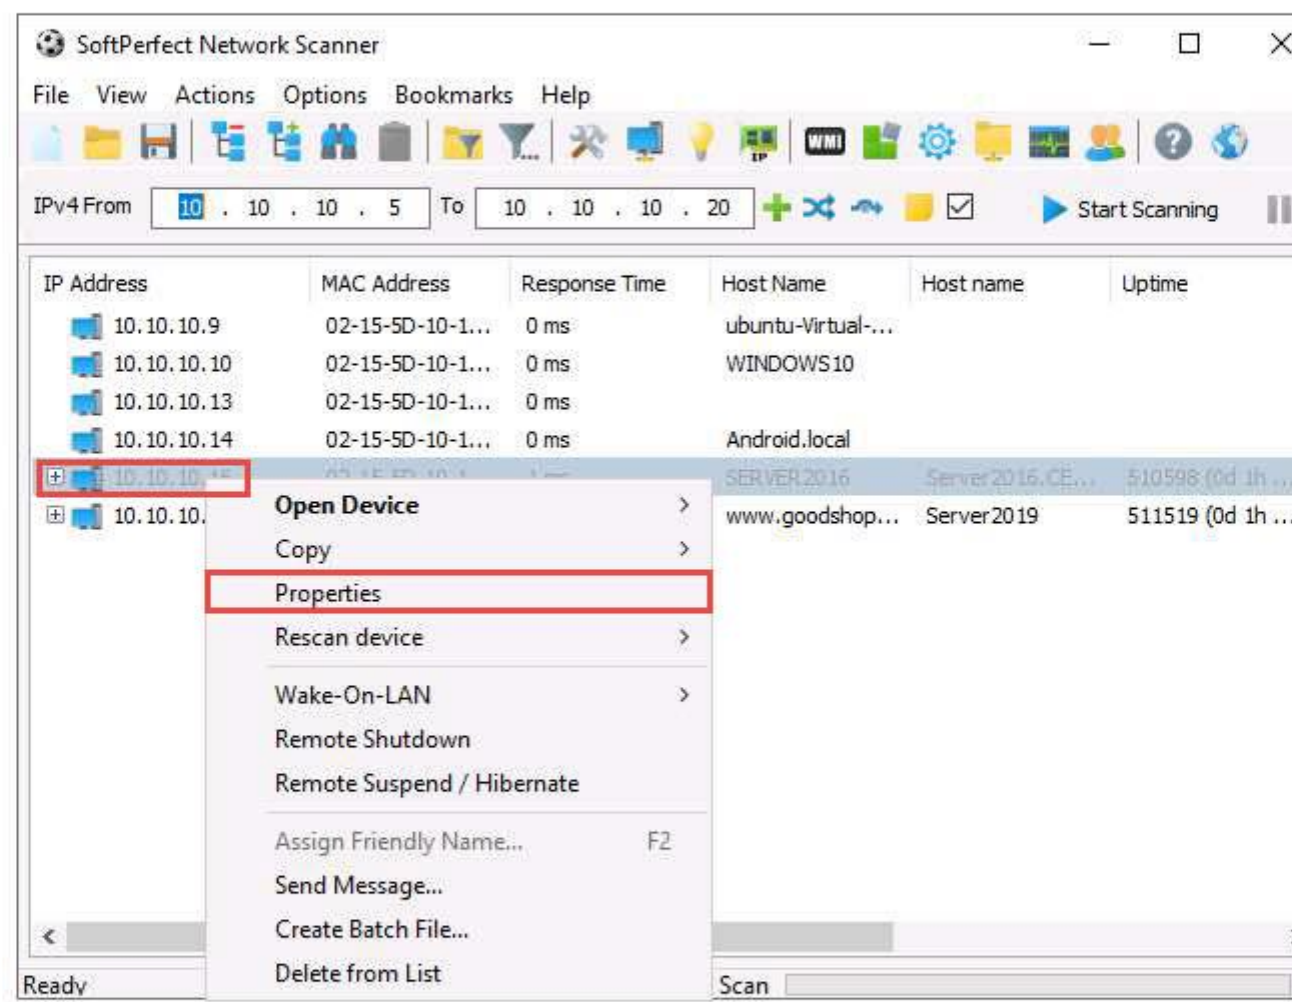 SoftPerfect Network Scanner
File View Actions Options Bookmarks Help
WMI IP
IPv4 From 10 . 10 . 10 . 5 To 10 . 10 . 10 . 20 Start Scanning
IP Address MAC Address Response Time Host Name Host name Uptime
10.10.10.9 02-15-5D-10-1... 0 ms ubuntu-Virtual-...
10.10.10.10 02-15-5D-10-1... 0 ms WINDOWS10
10.10.10.13 02-15-5D-10-1... 0 ms
10.10.10.14 02-15-5D-10-1... 0 ms Android.local
SERVER2016 Server2016.CE... 510598 (0d 1h ...
10.10.10. www.goodshop... Server2019 511519 (0d 1h ...
Open Device
Copy
Properties
Rescan device
Wake-On-LAN
Remote Shutdown
Remote Suspend / Hibernate
Assign Friendly Name... F2
Send Message...
Create Batch File...
Delete from List
Ready Scan